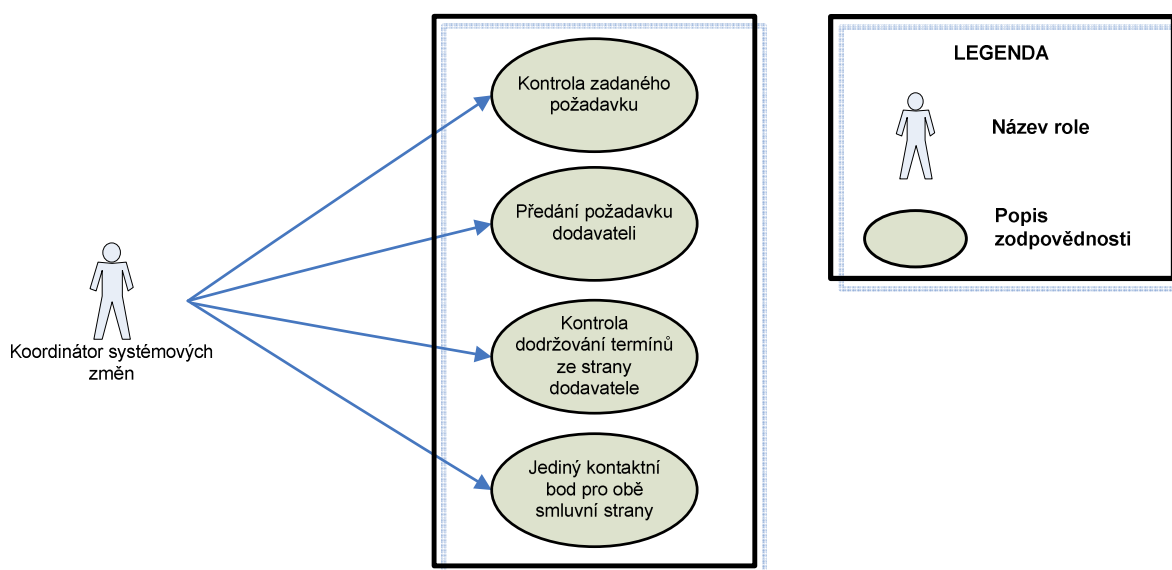 Kontrola zadaného
požadavku
Předání požadavku
dodavateli
Kontrola
dodržování termínů
ze strany
dodavatele
Jediný kontaktní
bod pro obě
smluvní strany
Koordinátor systémových
změn
LEGENDA
Název role
Popis
zodpovědnosti